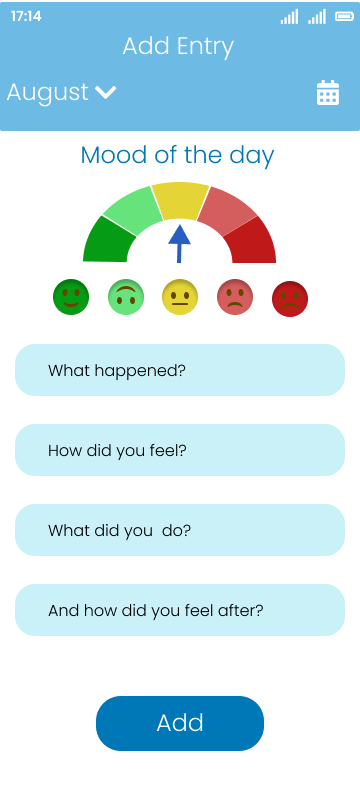 17:14
Add Entry
August
Mood of the day
What happened?
How did you feel?
What did you  do?
And how did you feel after?
Add